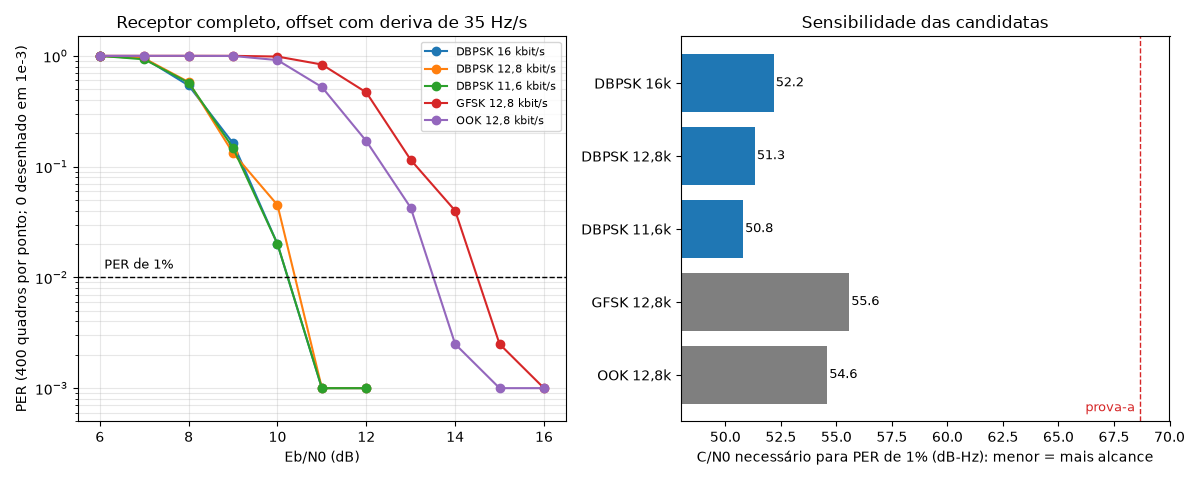 Receptor completo, offset com deriva de 35 Hz/s
PER (400 quadros por ponto; 0 desenhado em 1e-3)
10⁰
10⁻¹
10⁻²
10⁻³
PER de 1%
DBPSK 16 kbit/s
DBPSK 12,8 kbit/s
DBPSK 11,6 kbit/s
GFSK 12,8 kbit/s
OOK 12,8 kbit/s
6 8 10 12 14 16
Eb/N0 (dB)
Sensibilidade das candidatas
DBPSK 16k 52.2
DBPSK 12,8k 51.3
DBPSK 11,6k 50.8
GFSK 12,8k 55.6
OOK 12,8k 54.6
prova-a
50.0 52.5 55.0 57.5 60.0 62.5 65.0 67.5 70.0
C/N0 necessário para PER de 1% (dB-Hz): menor = mais alcance